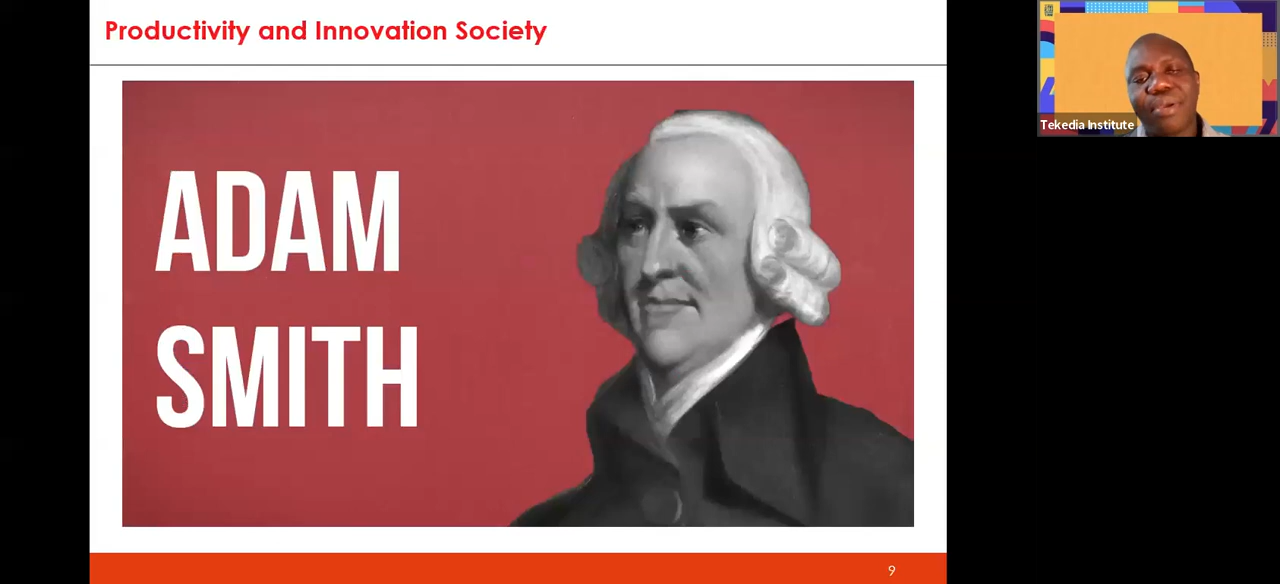 Productivity and Innovation Society
ADAM
SMITH
Tekedia Institute
9